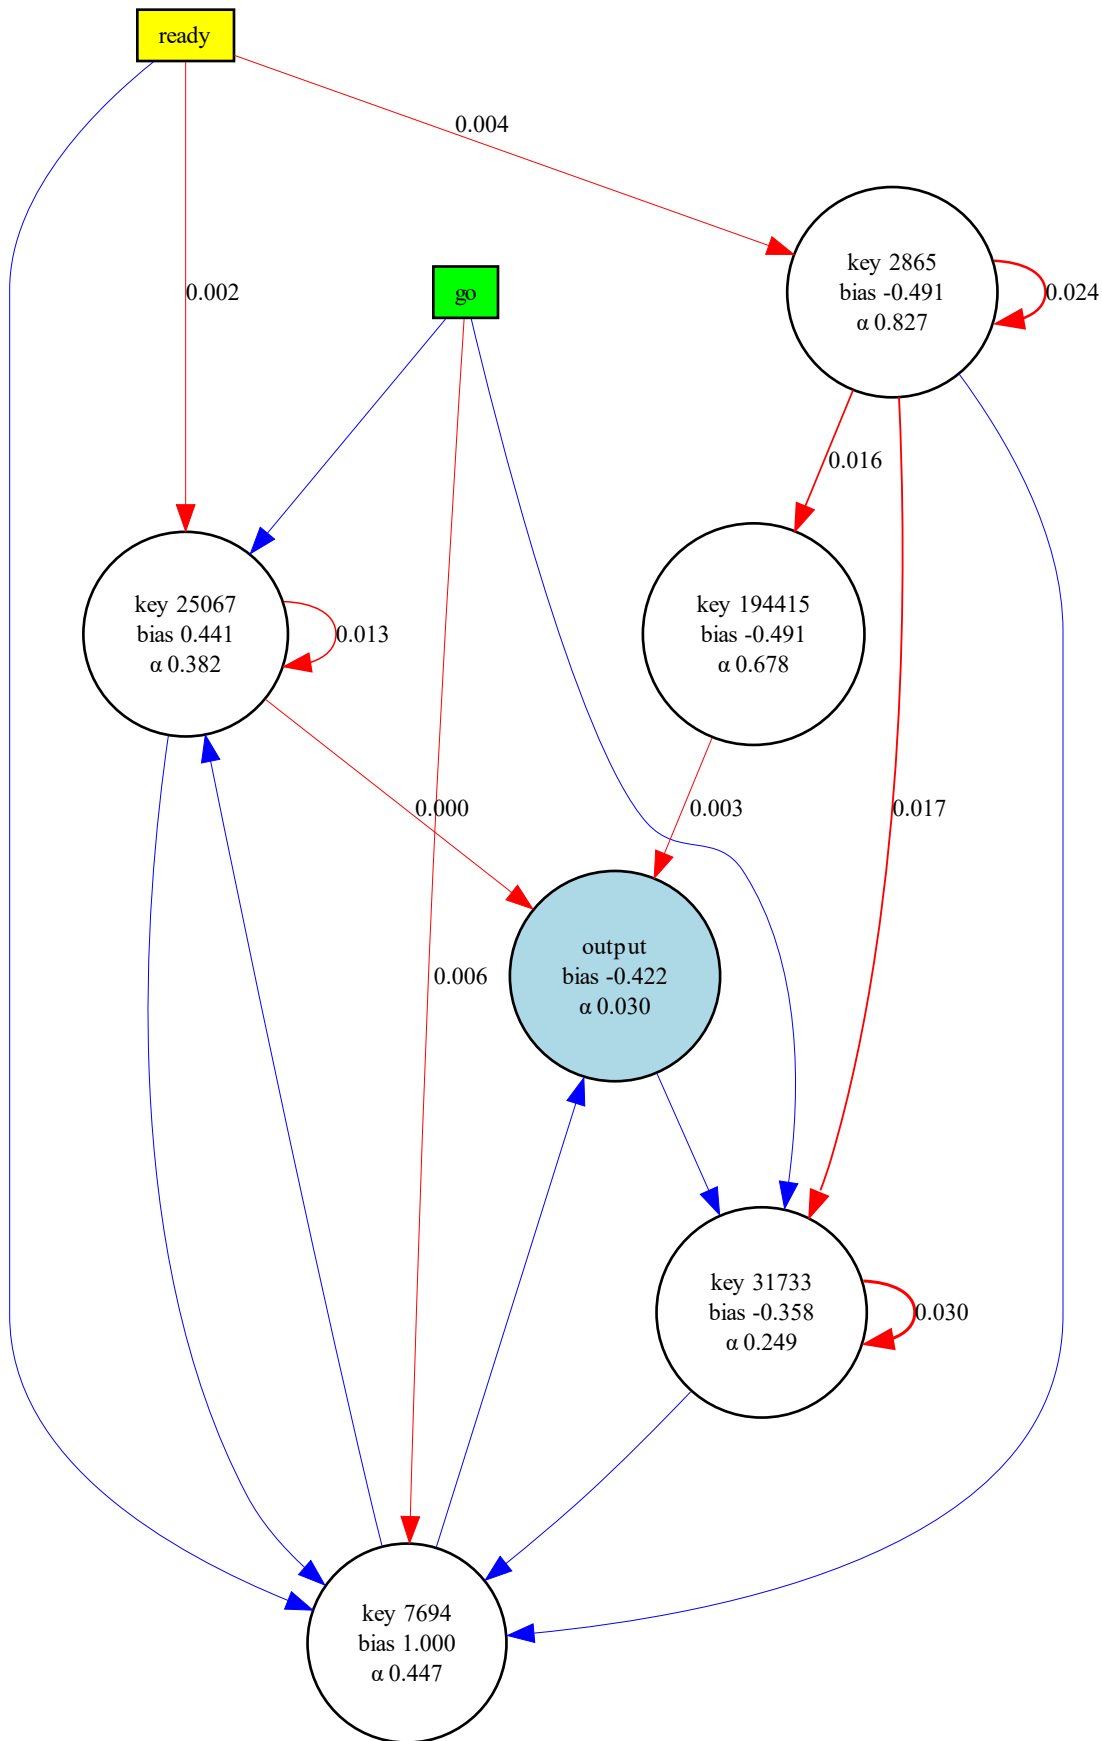 ready
0.004
key 2865
bias -0.491
α 0.827
0.024
0.002
go
0.016
key 25067
bias 0.441
α 0.382
0.013
key 194415
bias -0.491
α 0.678
0.000
0.003
0.017
output
bias -0.422
α 0.030
0.006
key 31733
bias -0.358
α 0.249
0.030
key 7694
bias 1.000
α 0.447